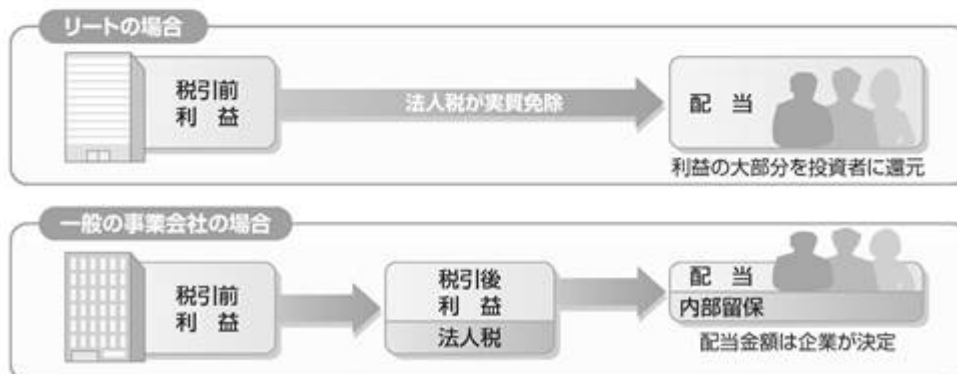 リートの場合
税引前
利　益
法人税が実質免除
配　当
利益の大部分を投資者に還元
一般の事業会社の場合
税引前
利　益
税引後
利　益
法人税
配　当
内部留保
配当金額は企業が決定